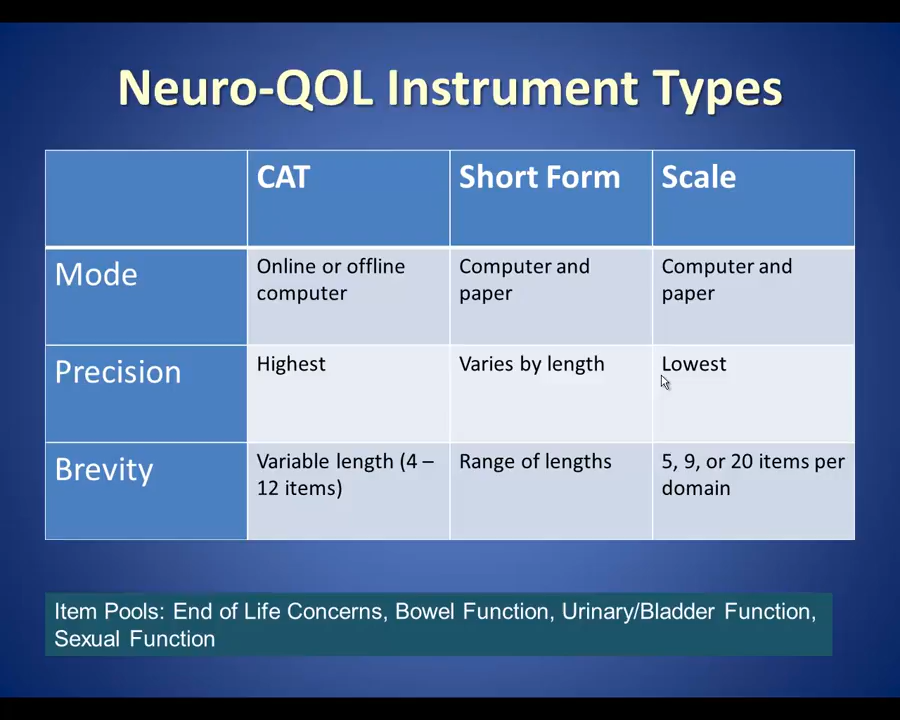 Neuro-QOL Instrument Types
CAT
Short Form
Scale
Mode
Online or offline
computer
Computer and
paper
Computer and
paper
Precision
Highest
Varies by length
Lowest
Brevity
Variable length (4 –
12 items)
Range of lengths
5, 9, or 20 items per
domain
Item Pools: End of Life Concerns, Bowel Function, Urinary/Bladder Function,
Sexual Function